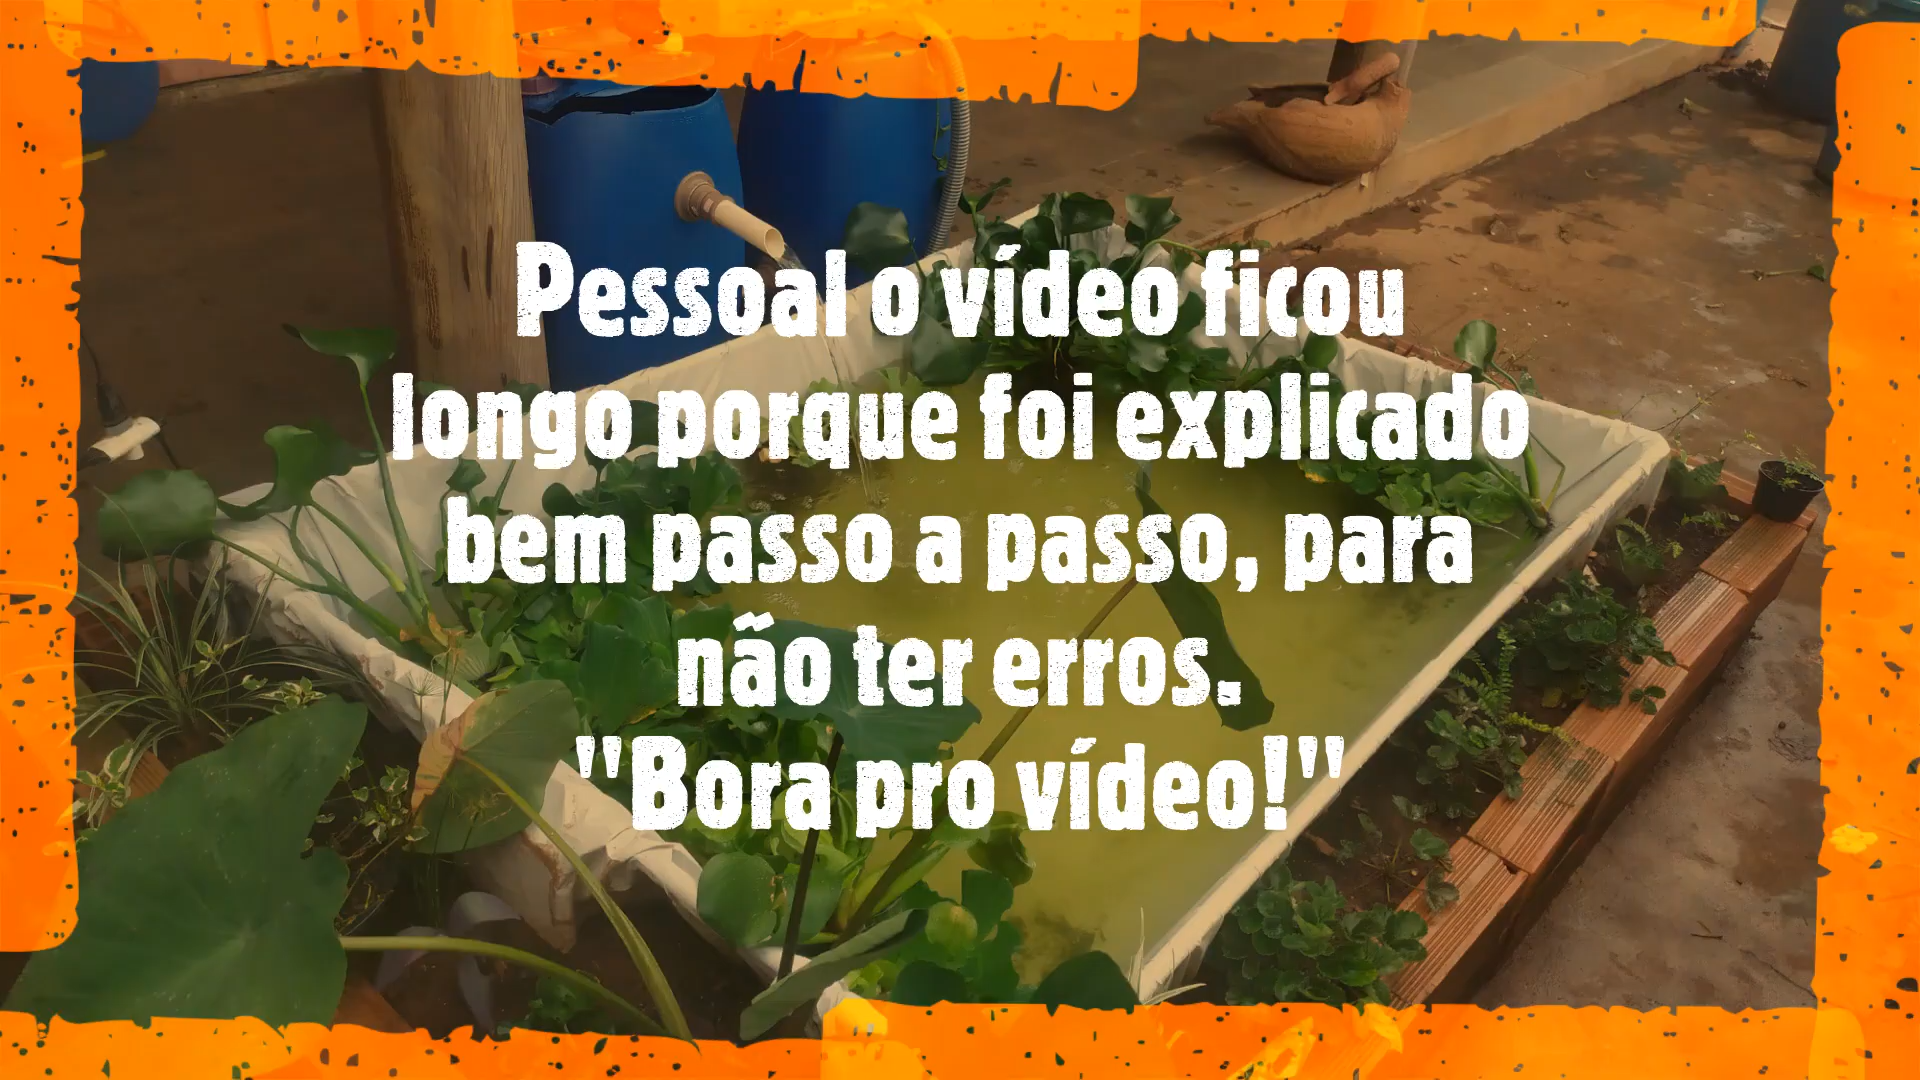 Pessoal o vídeo ficou
longo porque foi explicado
bem passo a passo, para
não ter erros.
"Bora pro vídeo!"